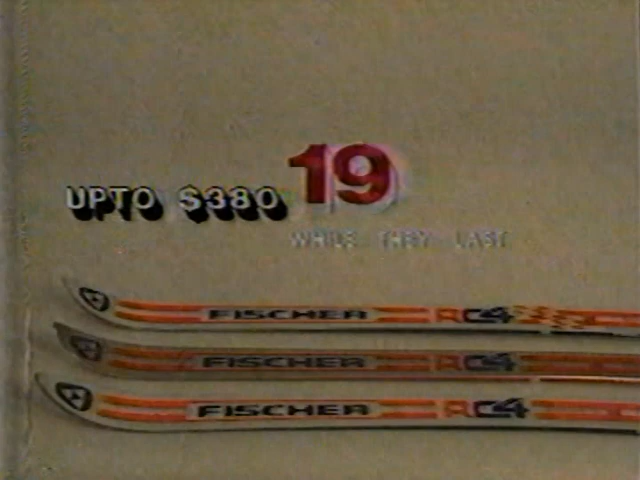 UPTO $380
19
WHILE THEY LAST
FISCHER RC4
FISCHER RC4
FISCHER RC4